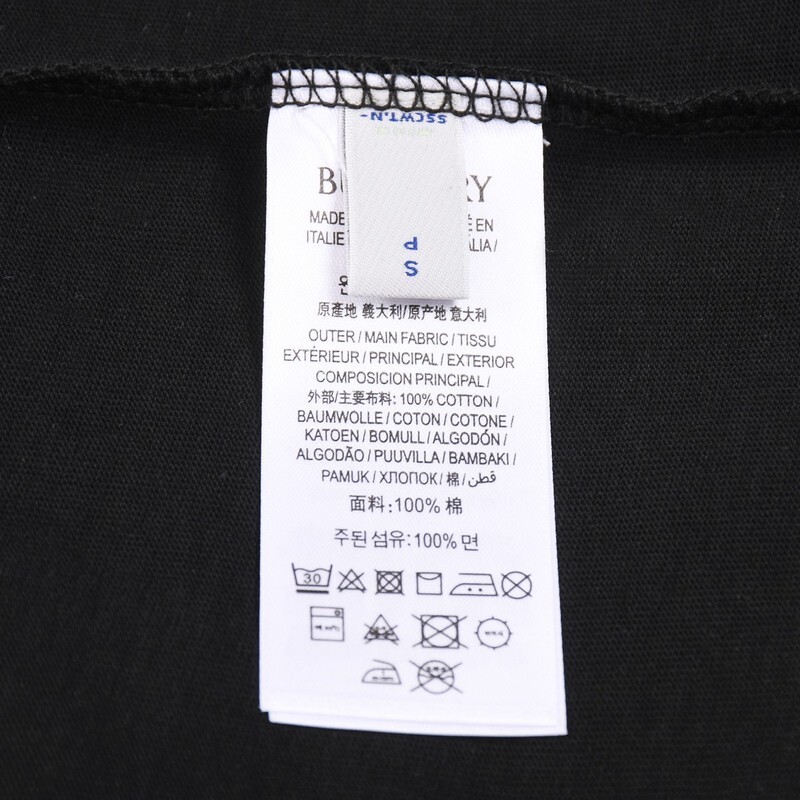 SSCWT.N-
B RY
MADE É EN
ITALIE ALIA/
P
S
原產地 義大利/原产地 意大利
OUTER / MAIN FABRIC / TISSU
EXTÉRIEUR / PRINCIPAL / EXTERIOR
COMPOSICION PRINCIPAL /
外部/主要布料: 100% COTTON /
BAUMWOLLE / COTON / COTONE /
KATOEN / BOMULL / ALGODÓN /
ALGODÃO / PUUVILLA / BAMBAKI /
PAMUK / ХЛОПОК / 棉 / قطن /
面料: 100% 棉
주된 섬유: 100% 면
30